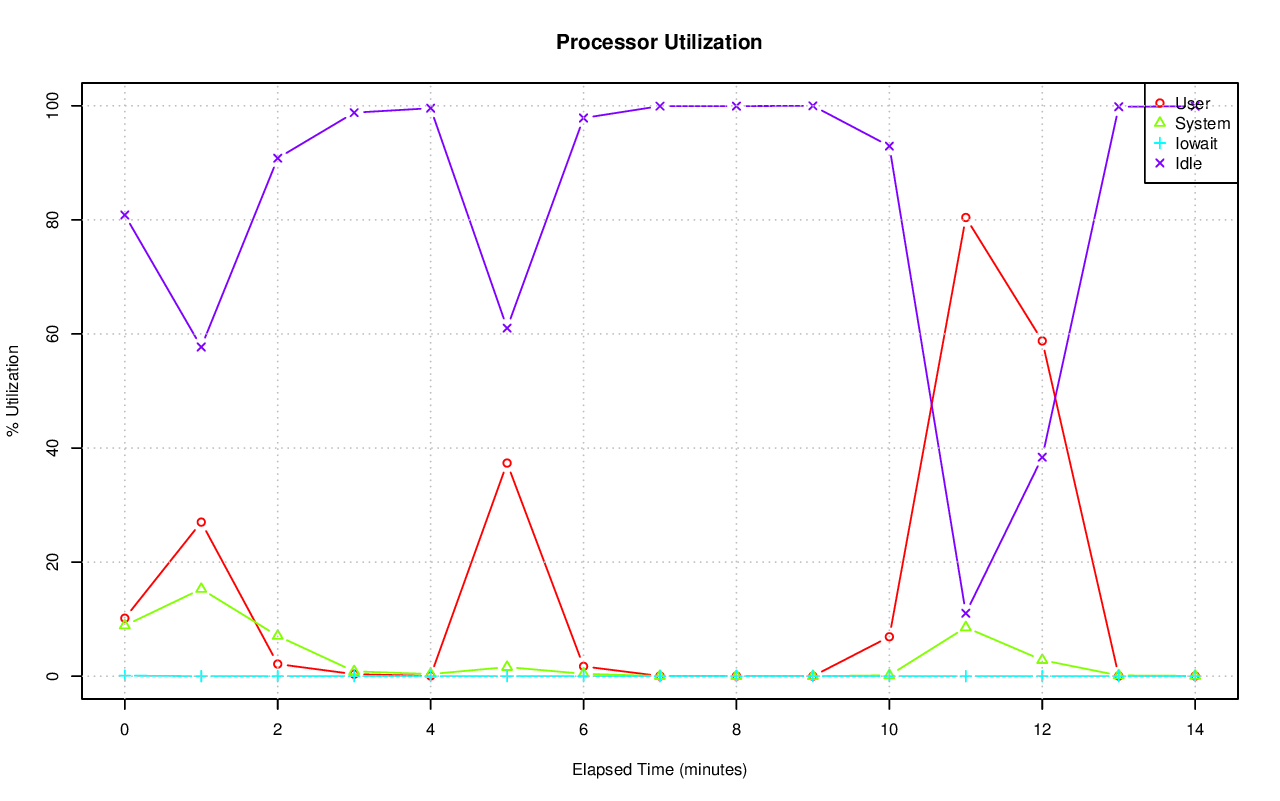 Processor Utilization
% Utilization
100
80
60
40
20
0
User
System
Iowait
Idle
0 2 4 6 8 10 12 14
Elapsed Time (minutes)